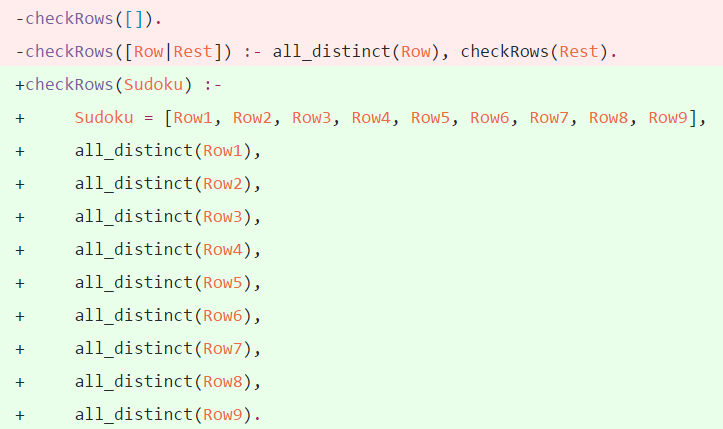 -checkRows([]).
-checkRows([Row|Rest]) :- all_distinct(Row), checkRows(Rest).
+checkRows(Sudoku) :-
+    Sudoku = [Row1, Row2, Row3, Row4, Row5, Row6, Row7, Row8, Row9],
+    all_distinct(Row1),
+    all_distinct(Row2),
+    all_distinct(Row3),
+    all_distinct(Row4),
+    all_distinct(Row5),
+    all_distinct(Row6),
+    all_distinct(Row7),
+    all_distinct(Row8),
+    all_distinct(Row9).